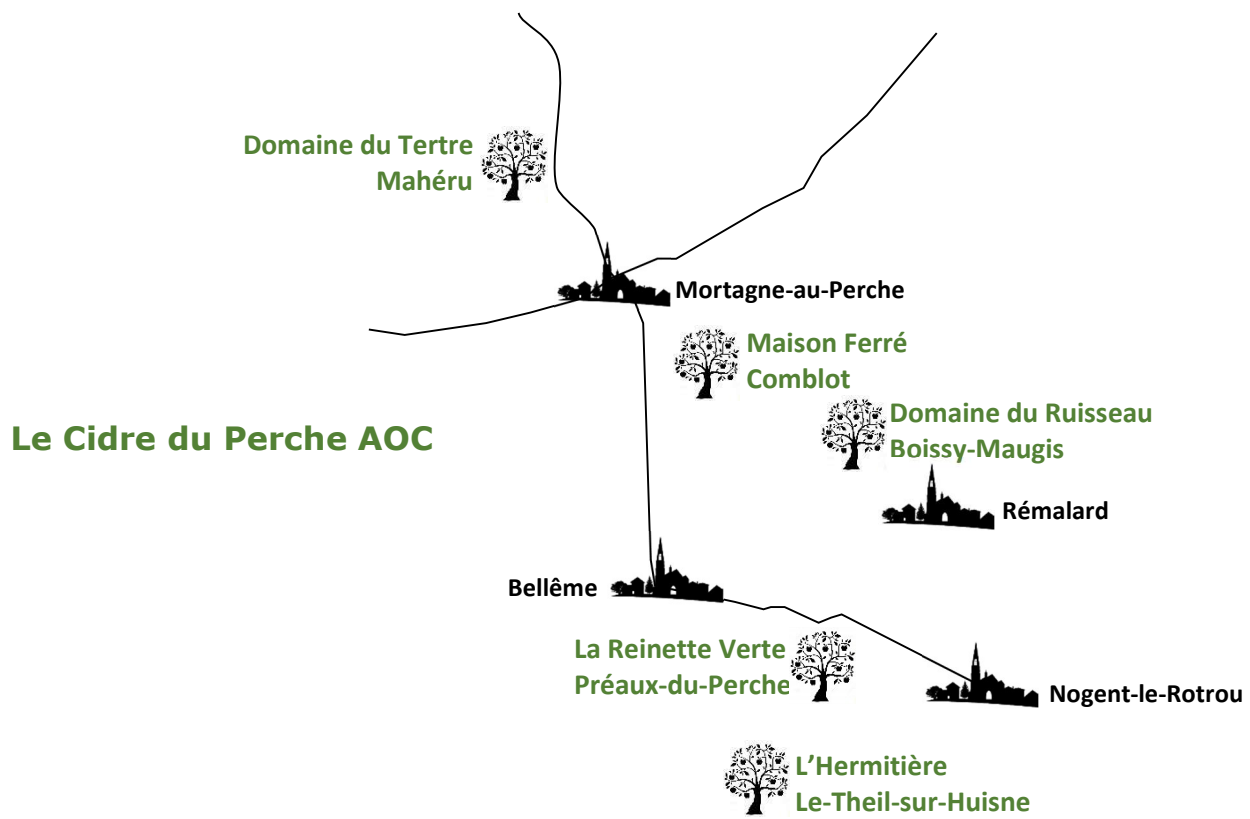 Domaine du Tertre
Mahéru
Mortagne-au-Perche
Maison Ferré
Comblot
Domaine du Ruisseau
Boissy-Maugis
Le Cidre du Perche AOC
Rémalard
Bellême
La Reinette Verte
Préaux-du-Perche
Nogent-le-Rotrou
L’Hermitière
Le-Theil-sur-Huisne